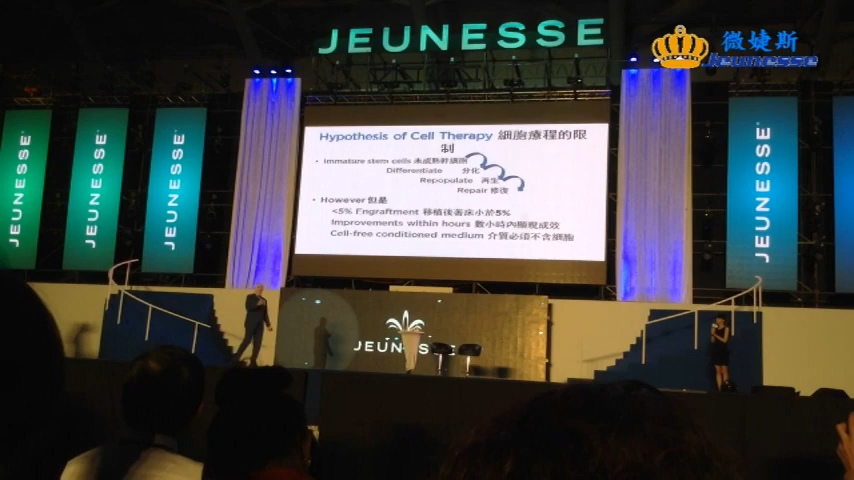 JEUNESSE
微婕斯
Jeunesse
JEUNESSE
JEUNESSE
JEUNESSE
JEUNESSE
Hypothesis of Cell Therapy 細胞療程的限
制
• Immature stem cells 未成熟幹細胞
Differentiate 分化
Repopulate 再生
Repair 修復
• However 但是
<5% Engraftment 移植後著床小於5%
Improvements within hours 數小時內顯現成效
Cell-free conditioned medium 介質必須不含細胞
JEUNESSE